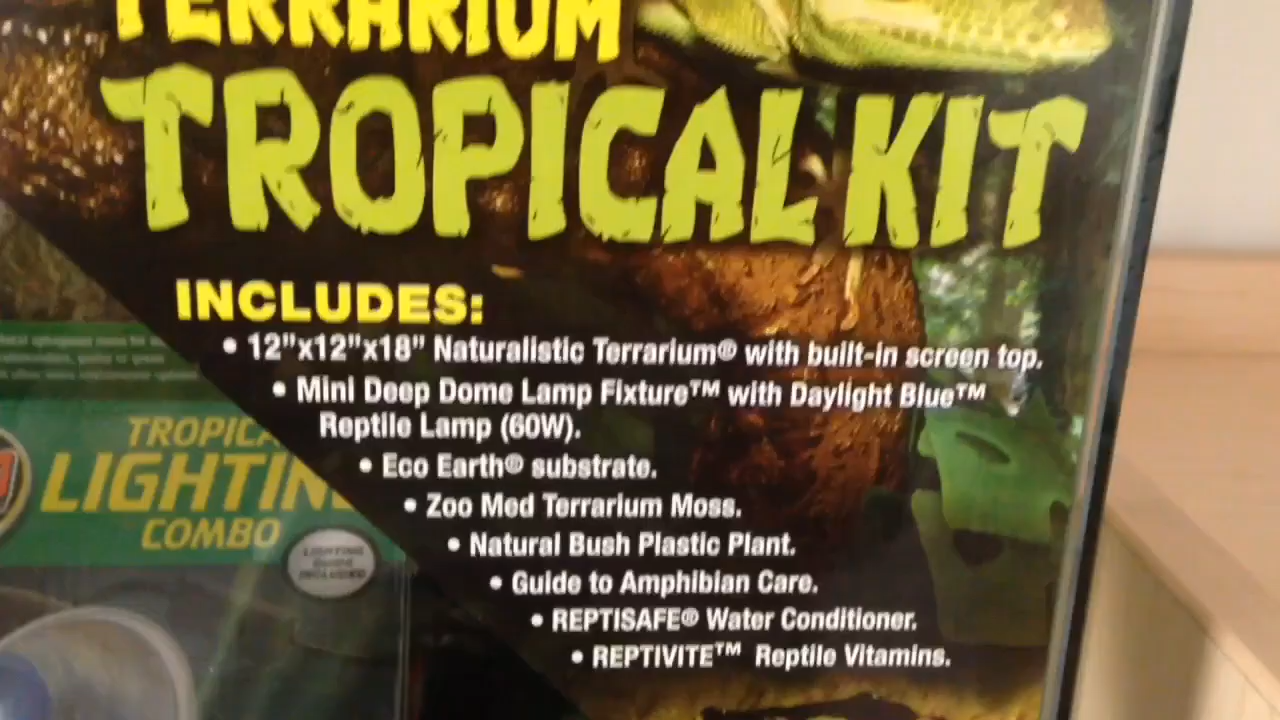 TERRARIUM
TROPICAL KIT
INCLUDES:
• 12"x12"x18" Naturalistic Terrarium® with built-in screen top.
• Mini Deep Dome Lamp Fixture™ with Daylight Blue™
Reptile Lamp (60W).
• Eco Earth® substrate.
• Zoo Med Terrarium Moss.
• Natural Bush Plastic Plant.
• Guide to Amphibian Care.
• REPTISAFE® Water Conditioner.
• REPTIVITE™ Reptile Vitamins.
TROPICA
LIGHTIN
COMBO
LIGHTING
INCLUDED